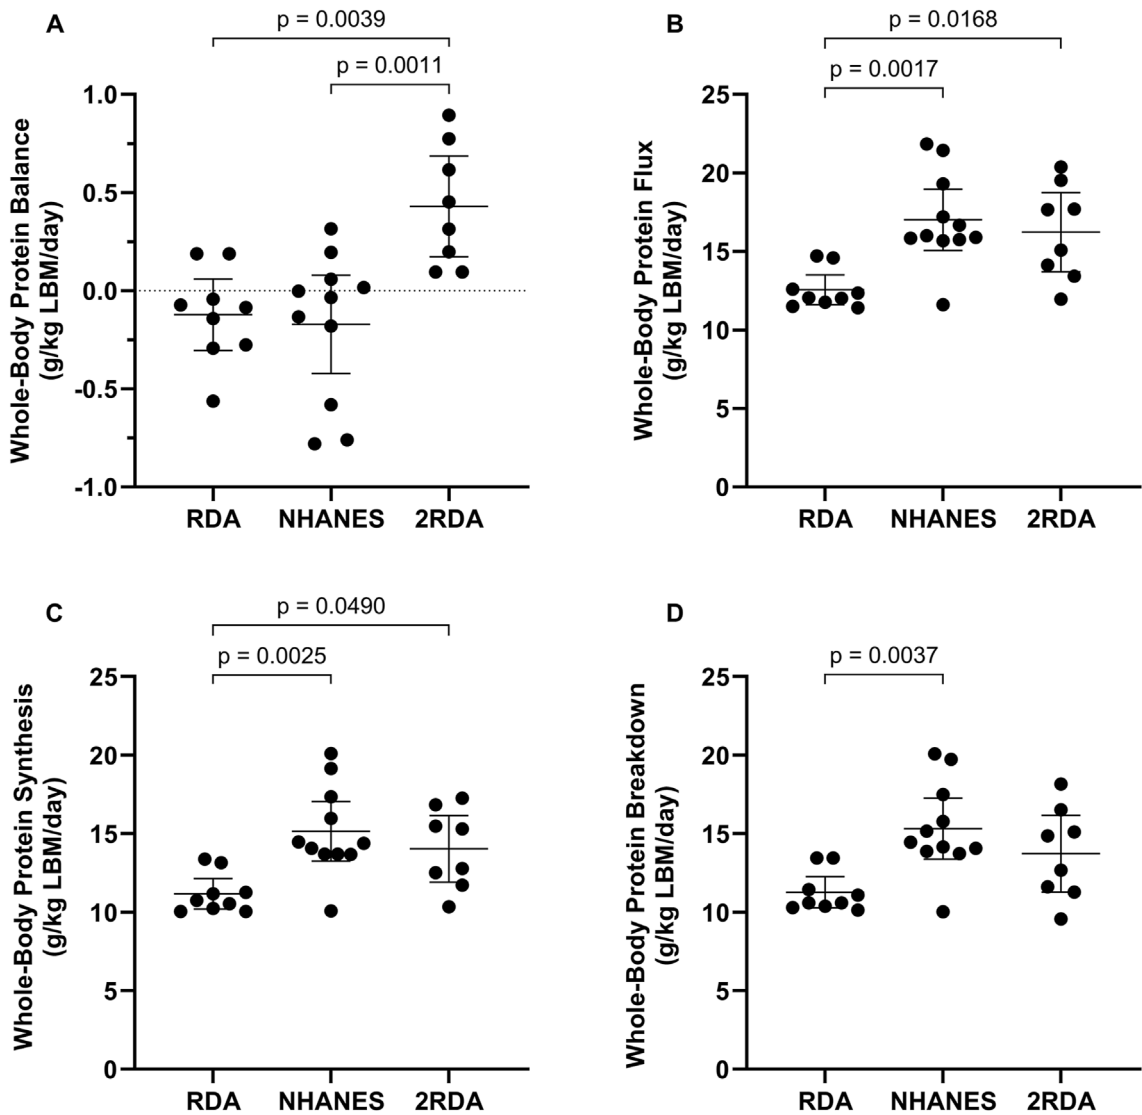 A
p = 0.0039
p = 0.0011
Whole-Body Protein Balance
(g/kg LBM/day)
1.0
0.5
0.0
-0.5
-1.0
RDA NHANES 2RDA
B
p = 0.0168
p = 0.0017
Whole-Body Protein Flux
(g/kg LBM/day)
25
20
15
10
5
0
RDA NHANES 2RDA
C
p = 0.0490
p = 0.0025
Whole-Body Protein Synthesis
(g/kg LBM/day)
25
20
15
10
5
0
RDA NHANES 2RDA
D
p = 0.0037
Whole-Body Protein Breakdown
(g/kg LBM/day)
25
20
15
10
5
0
RDA NHANES 2RDA